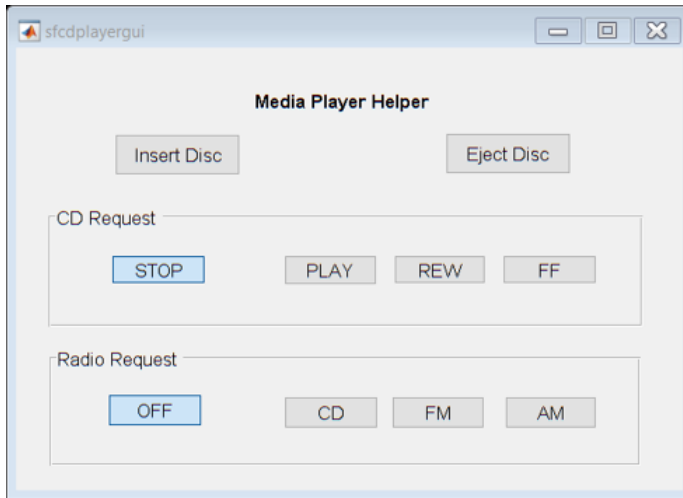 sfcdplayergui
Media Player Helper
Insert Disc Eject Disc
CD Request
STOP PLAY REW FF
Radio Request
OFF CD FM AM